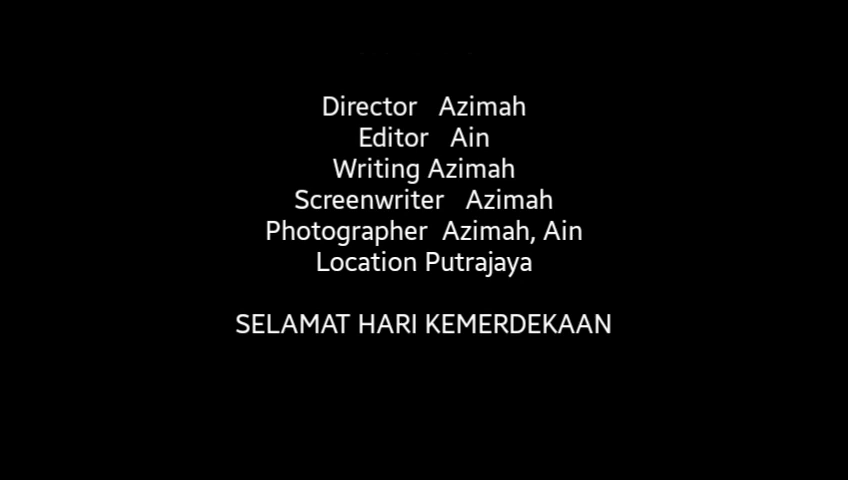 Director Azimah
Editor Ain
Writing Azimah
Screenwriter Azimah
Photographer Azimah, Ain
Location Putrajaya
SELAMAT HARI KEMERDEKAAN